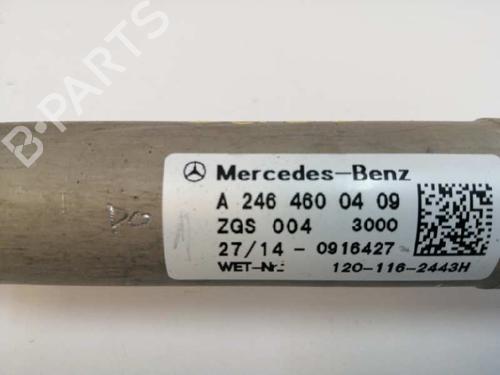 Mercedes-Benz
A 246 460 04 09
ZGS 004 3000
27/14 - 0916427
WET-Nr.: 120-116-2443H
B-PARTS